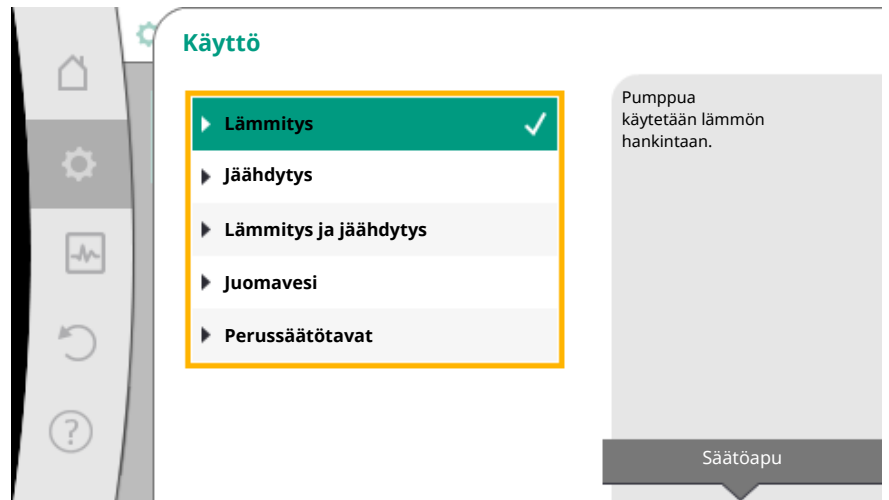 Käyttö
Lämmitys
Jäähdytys
Lämmitys ja jäähdytys
Juomavesi
Perussäätötavat
Pumppua
käytetään lämmön
hankintaan.
Säätöapu
?